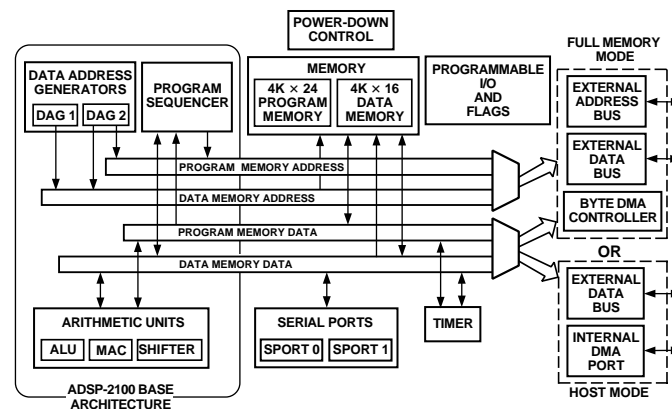 POWER-DOWN
CONTROL
FULL MEMORY
MODE
DATA ADDRESS
GENERATORS
DAG 1
DAG 2
PROGRAM
SEQUENCER
MEMORY
4K × 24
PROGRAM
MEMORY
4K × 16
DATA
MEMORY
PROGRAMMABLE
I/O
AND
FLAGS
EXTERNAL
ADDRESS
BUS
EXTERNAL
DATA
BUS
BYTE DMA
CONTROLLER
PROGRAM MEMORY ADDRESS
DATA MEMORY ADDRESS
PROGRAM MEMORY DATA
DATA MEMORY DATA
OR
EXTERNAL
DATA
BUS
INTERNAL
DMA
PORT
HOST MODE
ARITHMETIC UNITS
ALU
MAC
SHIFTER
SERIAL PORTS
SPORT 0
SPORT 1
TIMER
ADSP-2100 BASE
ARCHITECTURE